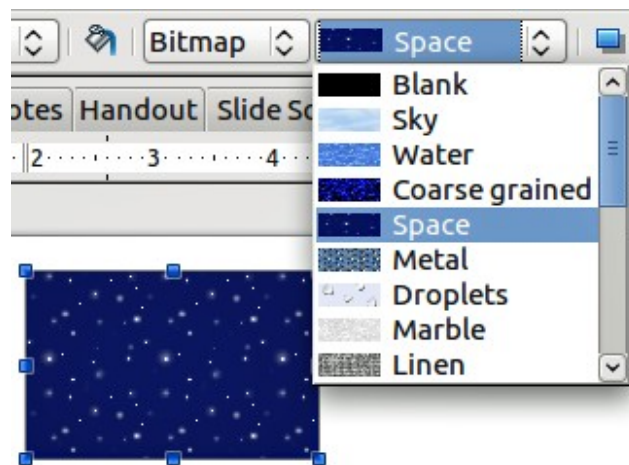 Bitmap Space
otes Handout Slide So
2 3 4
Blank
Sky
Water
Coarse grained
Space
Metal
Droplets
Marble
Linen